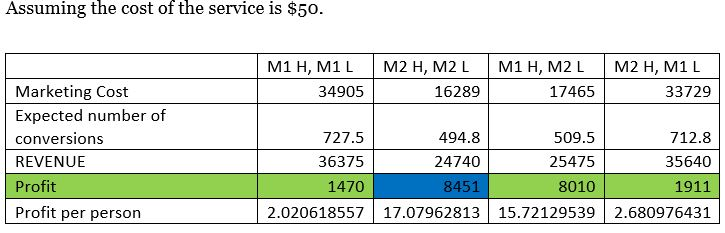 Assuming the cost of the service is $50.
M1 H, M1 L M2 H, M2 L M1 H, M2 L M2 H, M1 L
Marketing Cost 34905 16289 17465 33729
Expected number of
conversions 727.5 494.8 509.5 712.8
REVENUE 36375 24740 25475 35640
Profit 1470 8451 8010 1911
Profit per person 2.020618557 17.07962813 15.72129539 2.680976431